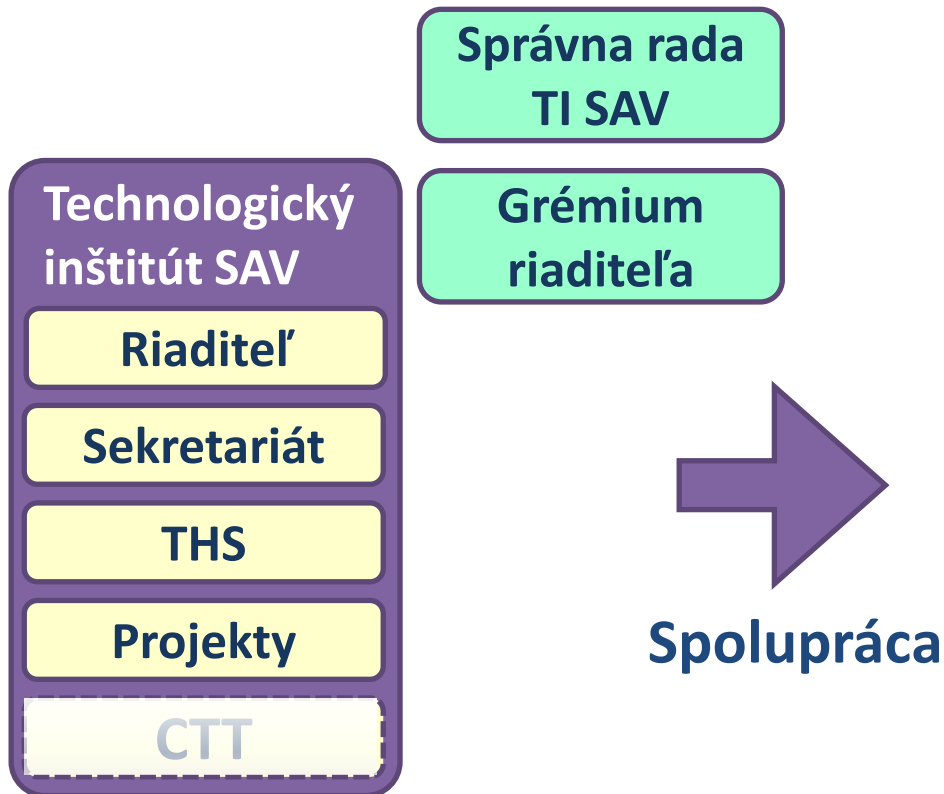 Správna rada
TI SAV
Technologický
inštitút SAV
Grémium
riaditeľa
Riaditeľ
Sekretariát
THS
Projekty
CTT
Spolupráca